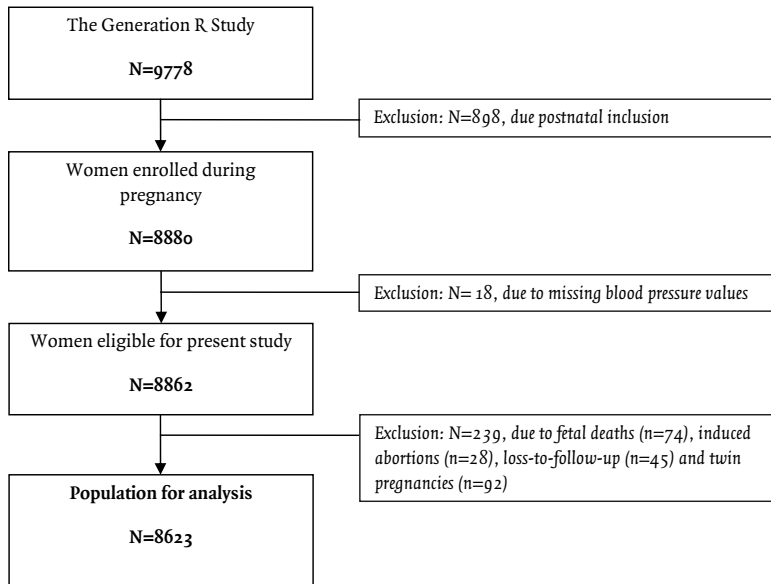 The Generation R Study
N=9778
Exclusion: N=898, due postnatal inclusion
Women enrolled during
pregnancy
N=8880
Exclusion: N= 18, due to missing blood pressure values
Women eligible for present study
N=8862
Exclusion: N=239, due to fetal deaths (n=74), induced
abortions (n=28), loss-to-follow-up (n=45) and twin
pregnancies (n=92)
Population for analysis
N=8623